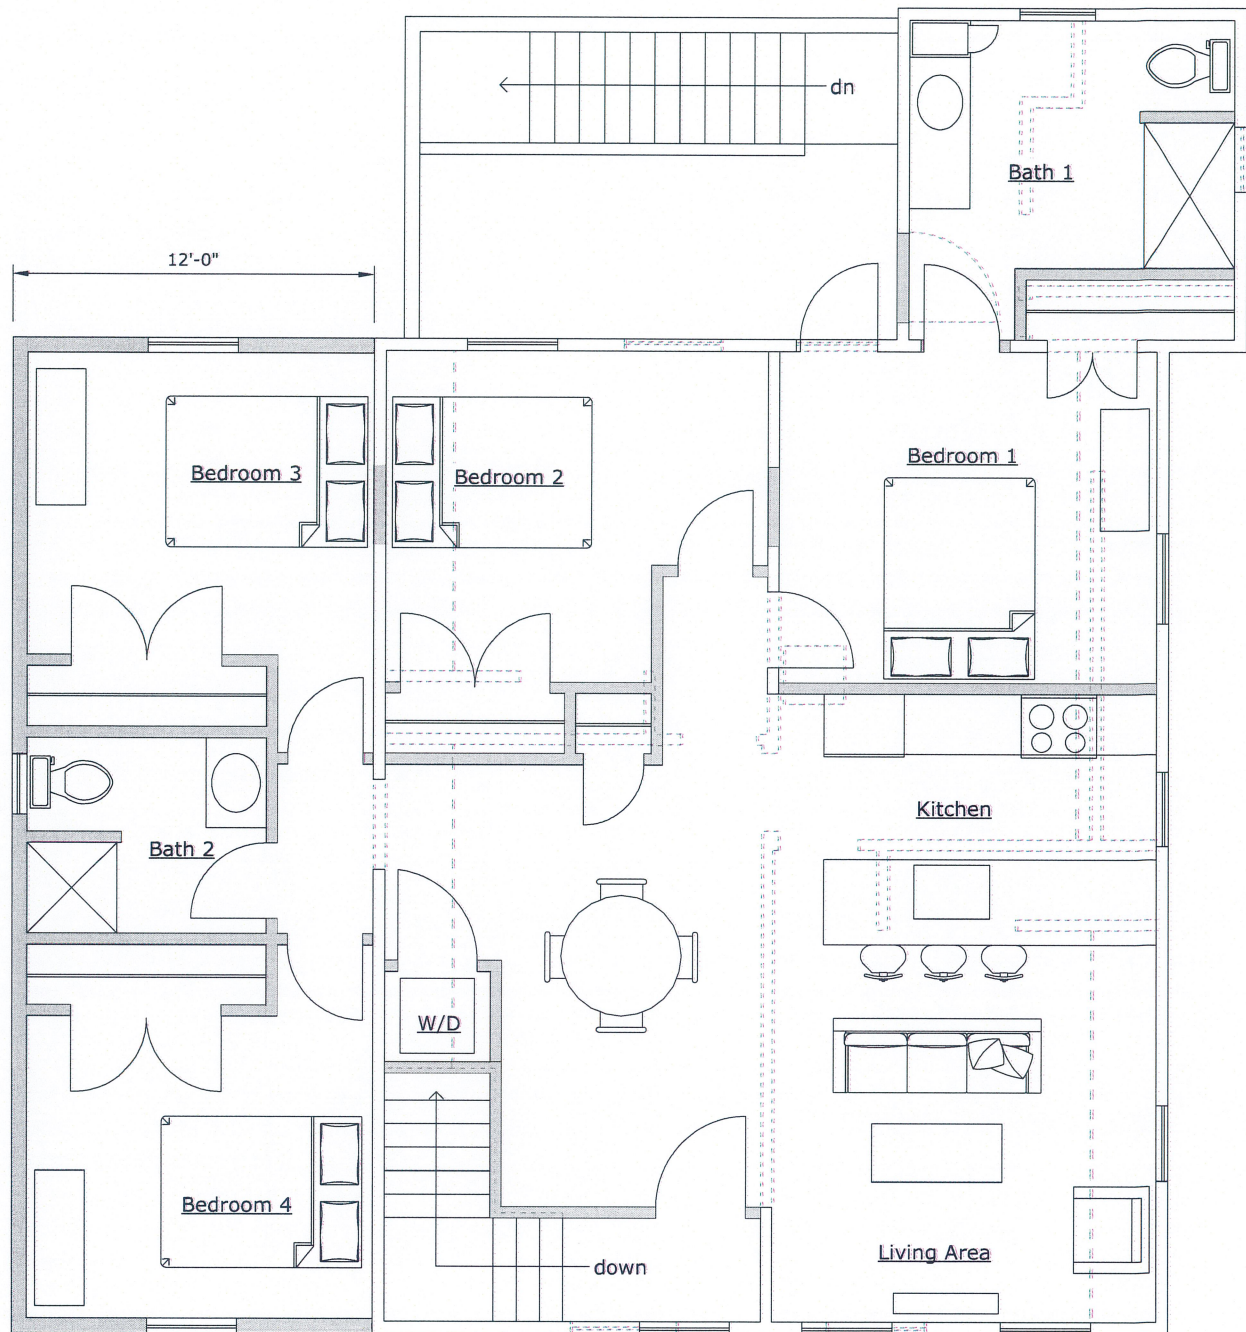 dn
Bath 1
12'-0"
Bedroom 1
Bedroom 3
Bedroom 2
Kitchen
Bath 2
W/D
Bedroom 4
Living Area
down